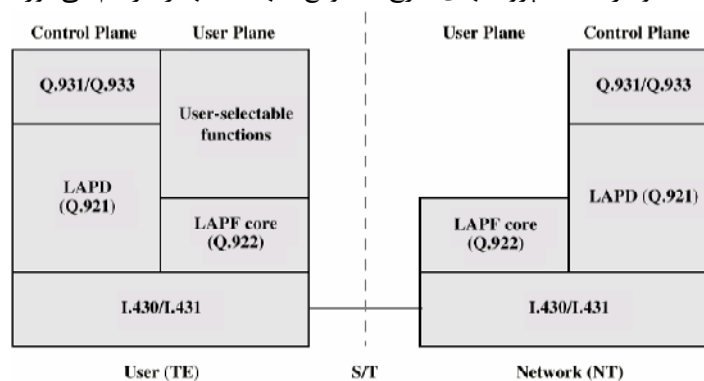 Control Plane User Plane User Plane Control Plane
Q.931/Q.933 Q.931/Q.933
User-selectable
functions
LAPD
(Q.921)
LAPD (Q.921)
LAPF core
(Q.922)
LAPF core
(Q.922)
I.430/I.431 I.430/I.431
User (TE) S/T Network (NT)